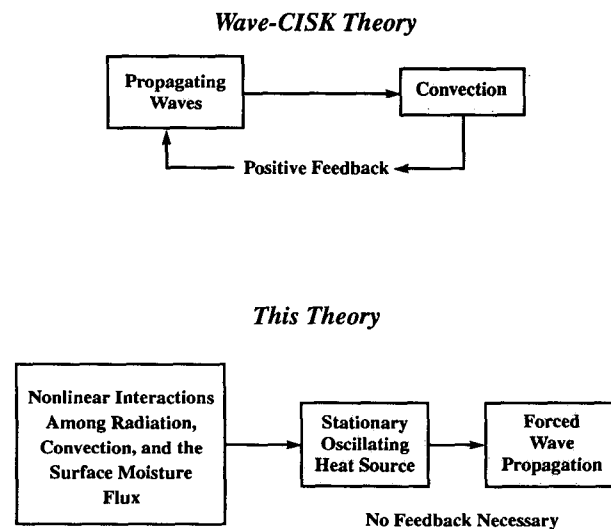 Wave-CISK Theory
Propagating
Waves
Convection
Positive Feedback
This Theory
Nonlinear Interactions
Among Radiation,
Convection, and the
Surface Moisture
Flux
Stationary
Oscillating
Heat Source
Forced
Wave
Propagation
No Feedback Necessary